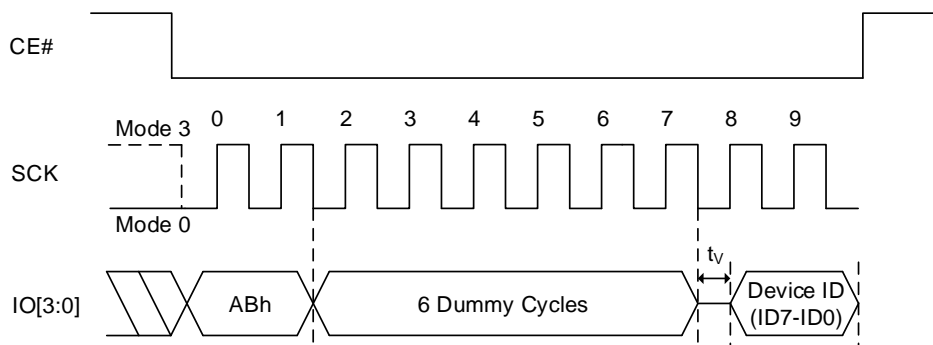 CE#
0 1 2 3 4 5 6 7 8 9
Mode 3
SCK
Mode 0
tV
IO[3:0] ABh 6 Dummy Cycles Device ID
(ID7-ID0)